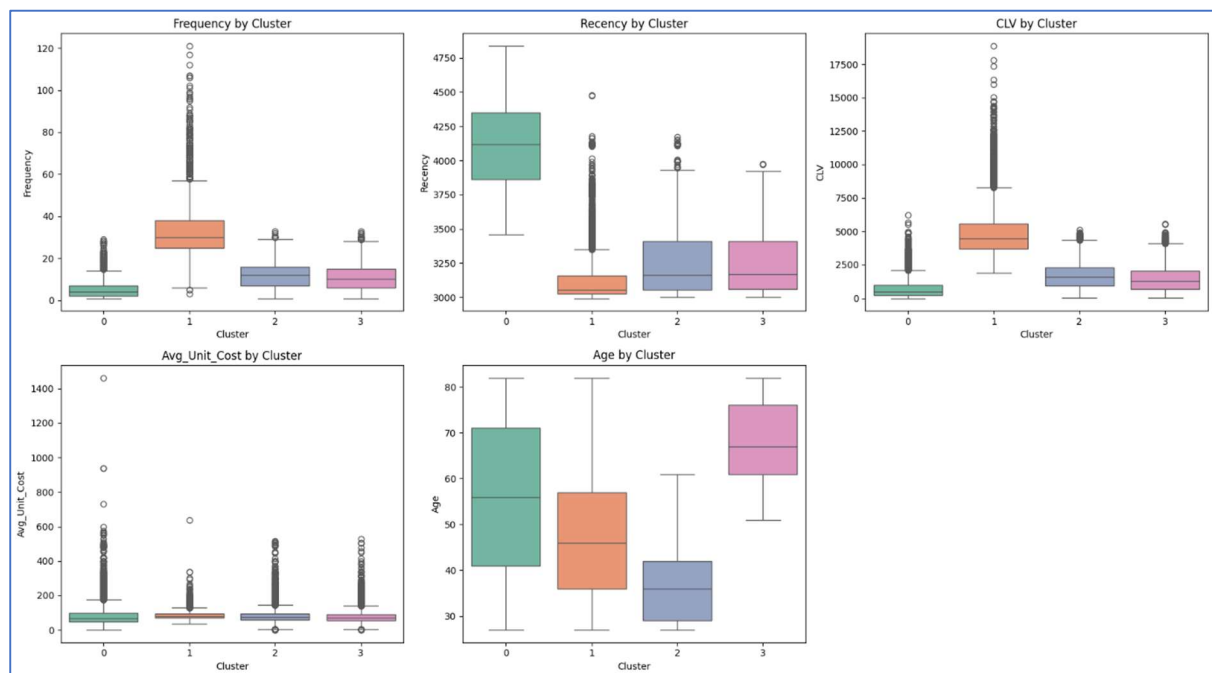 Frequency by Cluster
120
100
80
60
40
20
0
Frequency
0 1 2 3
Cluster
Recency by Cluster
4750
4500
4250
4000
3750
3500
3250
3000
Recency
0 1 2 3
Cluster
CLV by Cluster
17500
15000
12500
10000
7500
5000
2500
0
CLV
0 1 2 3
Cluster
Avg_Unit_Cost by Cluster
1400
1200
1000
800
600
400
200
0
Avg_Unit_Cost
0 1 2 3
Cluster
Age by Cluster
80
70
60
50
40
30
Age
0 1 2 3
Cluster